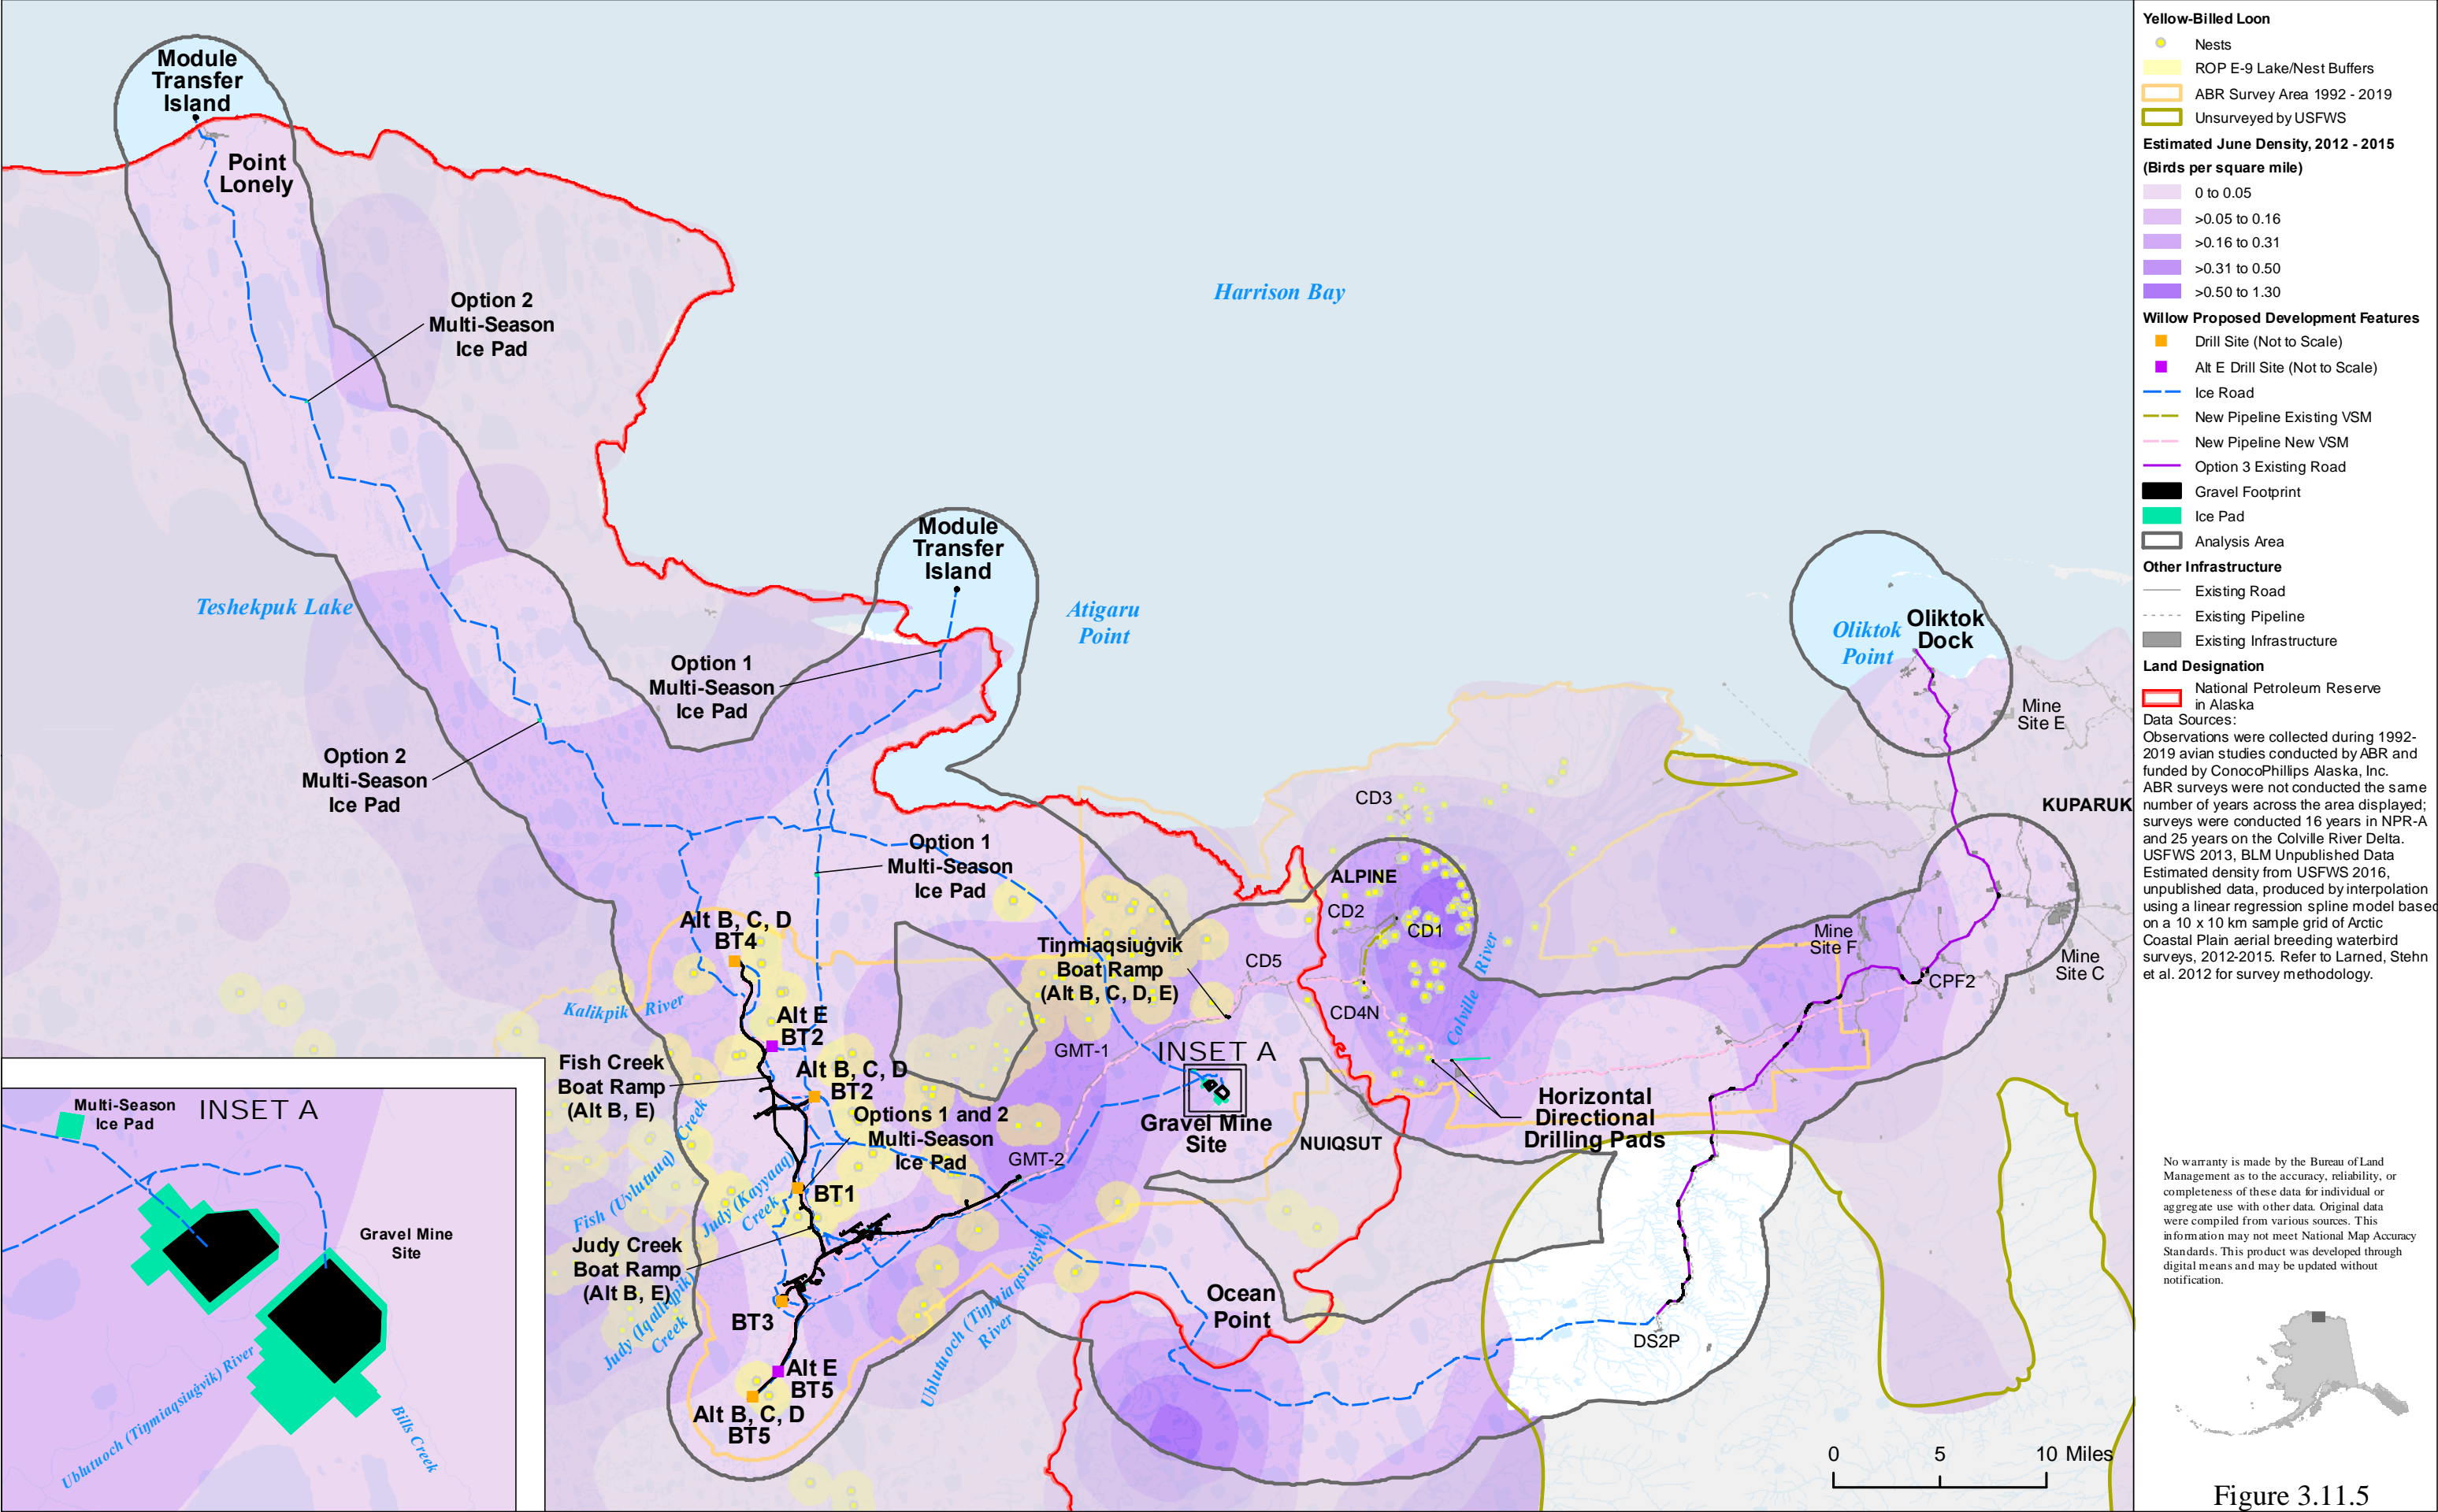 Module
Transfer
Island
Point
Lonely
Option 2
Multi-Season
Ice Pad
Harrison Bay
Teshekpuk Lake
Module
Transfer
Island
Atigaru
Point
Option 1
Multi-Season
Ice Pad
Option 2
Multi-Season
Ice Pad
Oliktok
Point
Oliktok
Dock
Mine
Site E
KUPARUK
CD3
Option 1
Multi-Season
Ice Pad
ALPINE
CD2
CD1
Colville River
Alt B, C, D
BT4
Tiŋmiaqsiuġvik
Boat Ramp
(Alt B, C, D, E)
CD5
CD4N
Mine
Site F
CPF2
Mine
Site C
Kalikpik River
Alt E
BT2
GMT-1
INSET A
Fish Creek
Boat Ramp
(Alt B, E)
Alt B, C, D
BT2
Options 1 and 2
Multi-Season
Ice Pad
Gravel Mine
Site
NUIQSUT
Horizontal
Directional
Drilling Pads
GMT-2
BT1
Fish (Uvlutuuq) Creek
Judy (Kayyaaq)
Creek
Judy Creek
Boat Ramp
(Alt B, E)
Judy (Iqalliqpik)
Creek
BT3
Ublutuoch (Tiŋmiaqsiuġvik)
River
Ocean
Point
DS2P
Alt E
BT5
Alt B, C, D
BT5
0 5 10 Miles
INSET A
Multi-Season
Ice Pad
Gravel Mine
Site
Ublutuoch (Tiŋmiaqsiuġvik) River
Bills Creek
Yellow-Billed Loon
Nests
ROP E-9 Lake/Nest Buffers
ABR Survey Area 1992 - 2019
Unsurveyed by USFWS
Estimated June Density, 2012 - 2015
(Birds per square mile)
0 to 0.05
>0.05 to 0.16
>0.16 to 0.31
>0.31 to 0.50
>0.50 to 1.30
Willow Proposed Development Features
Drill Site (Not to Scale)
Alt E Drill Site (Not to Scale)
Ice Road
New Pipeline Existing VSM
New Pipeline New VSM
Option 3 Existing Road
Gravel Footprint
Ice Pad
Analysis Area
Other Infrastructure
Existing Road
Existing Pipeline
Existing Infrastructure
Land Designation
National Petroleum Reserve
in Alaska
Data Sources:
Observations were collected during 1992-
2019 avian studies conducted by ABR and
funded by ConocoPhillips Alaska, Inc.
ABR surveys were not conducted the same
number of years across the area displayed;
surveys were conducted 16 years in NPR-A
and 25 years on the Colville River Delta.
USFWS 2013, BLM Unpublished Data
Estimated density from USFWS 2016,
unpublished data, produced by interpolation
using a linear regression spline model based
on a 10 x 10 km sample grid of Arctic
Coastal Plain aerial breeding waterbird
surveys, 2012-2015. Refer to Larned, Stehn
et al. 2012 for survey methodology.
No warranty is made by the Bureau of Land
Management as to the accuracy, reliability, or
completeness of these data for individual or
aggregate use with other data. Original data
were compiled from various sources. This
information may not meet National Map Accuracy
Standards. This product was developed through
digital means and may be updated without
notification.
Figure 3.11.5